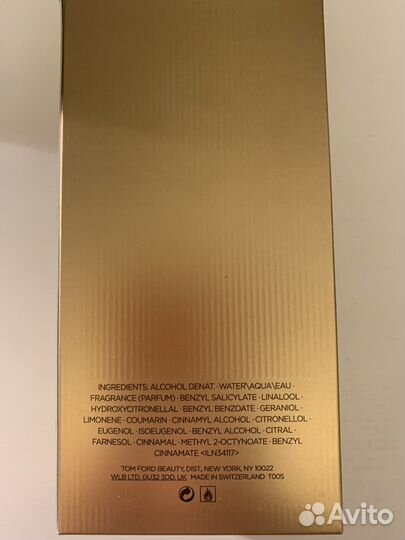 INGREDIENTS: ALCOHOL DENAT. · WATER\AQUA\EAU ·
FRAGRANCE (PARFUM) · BENZYL SALICYLATE · LINALOOL ·
HYDROXYCITRONELLAL · BENZYL BENZOATE · GERANIOL ·
LIMONENE · COUMARIN · CINNAMYL ALCOHOL · CITRONELLOL ·
EUGENOL · ISOEUGENOL · BENZYL ALCOHOL · CITRAL ·
FARNESOL · CINNAMAL · METHYL 2-OCTYNOATE · BENZYL
CINNAMATE <ILN34117>
TOM FORD BEAUTY, DIST., NEW YORK, NY 10022
WLB LTD. GU32 3DD, UK MADE IN SWITZERLAND T005
Avito